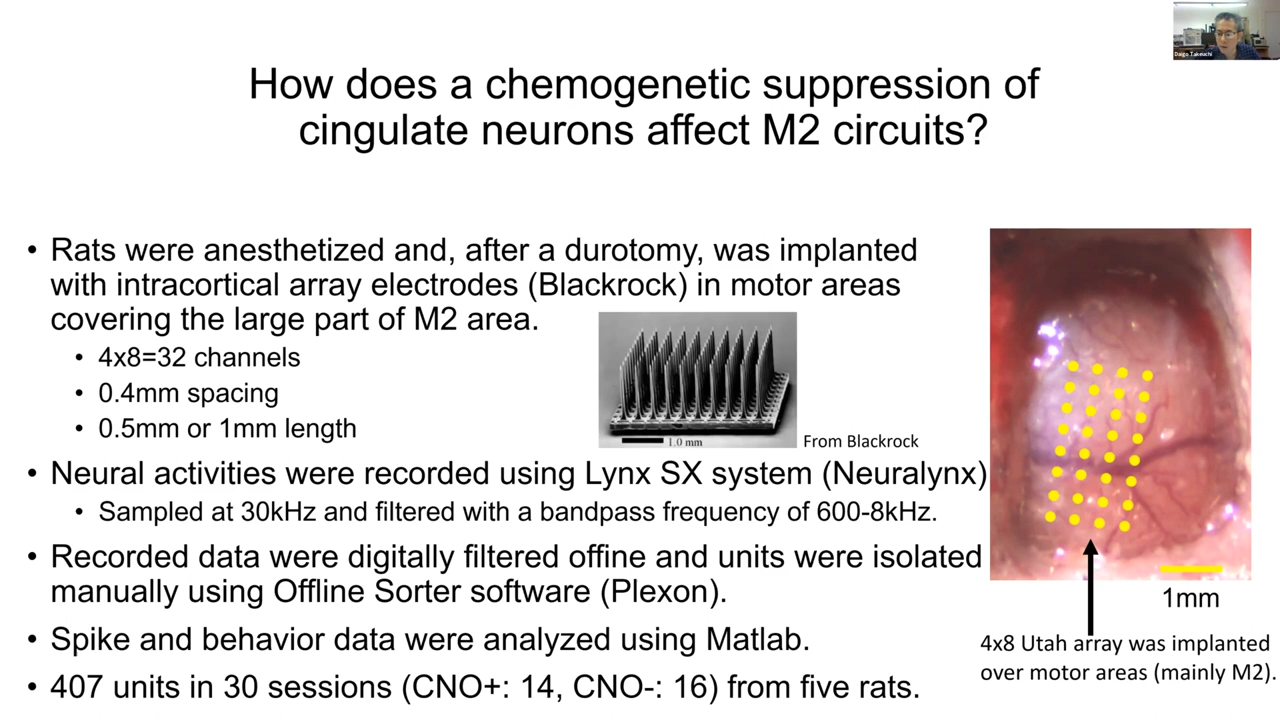 Daigo Takeuchi
How does a chemogenetic suppression of
cingulate neurons affect M2 circuits?
• Rats were anesthetized and, after a durotomy, was implanted
with intracortical array electrodes (Blackrock) in motor areas
covering the large part of M2 area.
• 4x8=32 channels
• 0.4mm spacing
• 0.5mm or 1mm length
1.0 mm
From Blackrock
• Neural activities were recorded using Lynx SX system (Neuralynx)
• Sampled at 30kHz and filtered with a bandpass frequency of 600-8kHz.
• Recorded data were digitally filtered offine and units were isolated
manually using Offline Sorter software (Plexon).
• Spike and behavior data were analyzed using Matlab.
• 407 units in 30 sessions (CNO+: 14, CNO-: 16) from five rats.
1mm
4x8 Utah array was implanted
over motor areas (mainly M2).